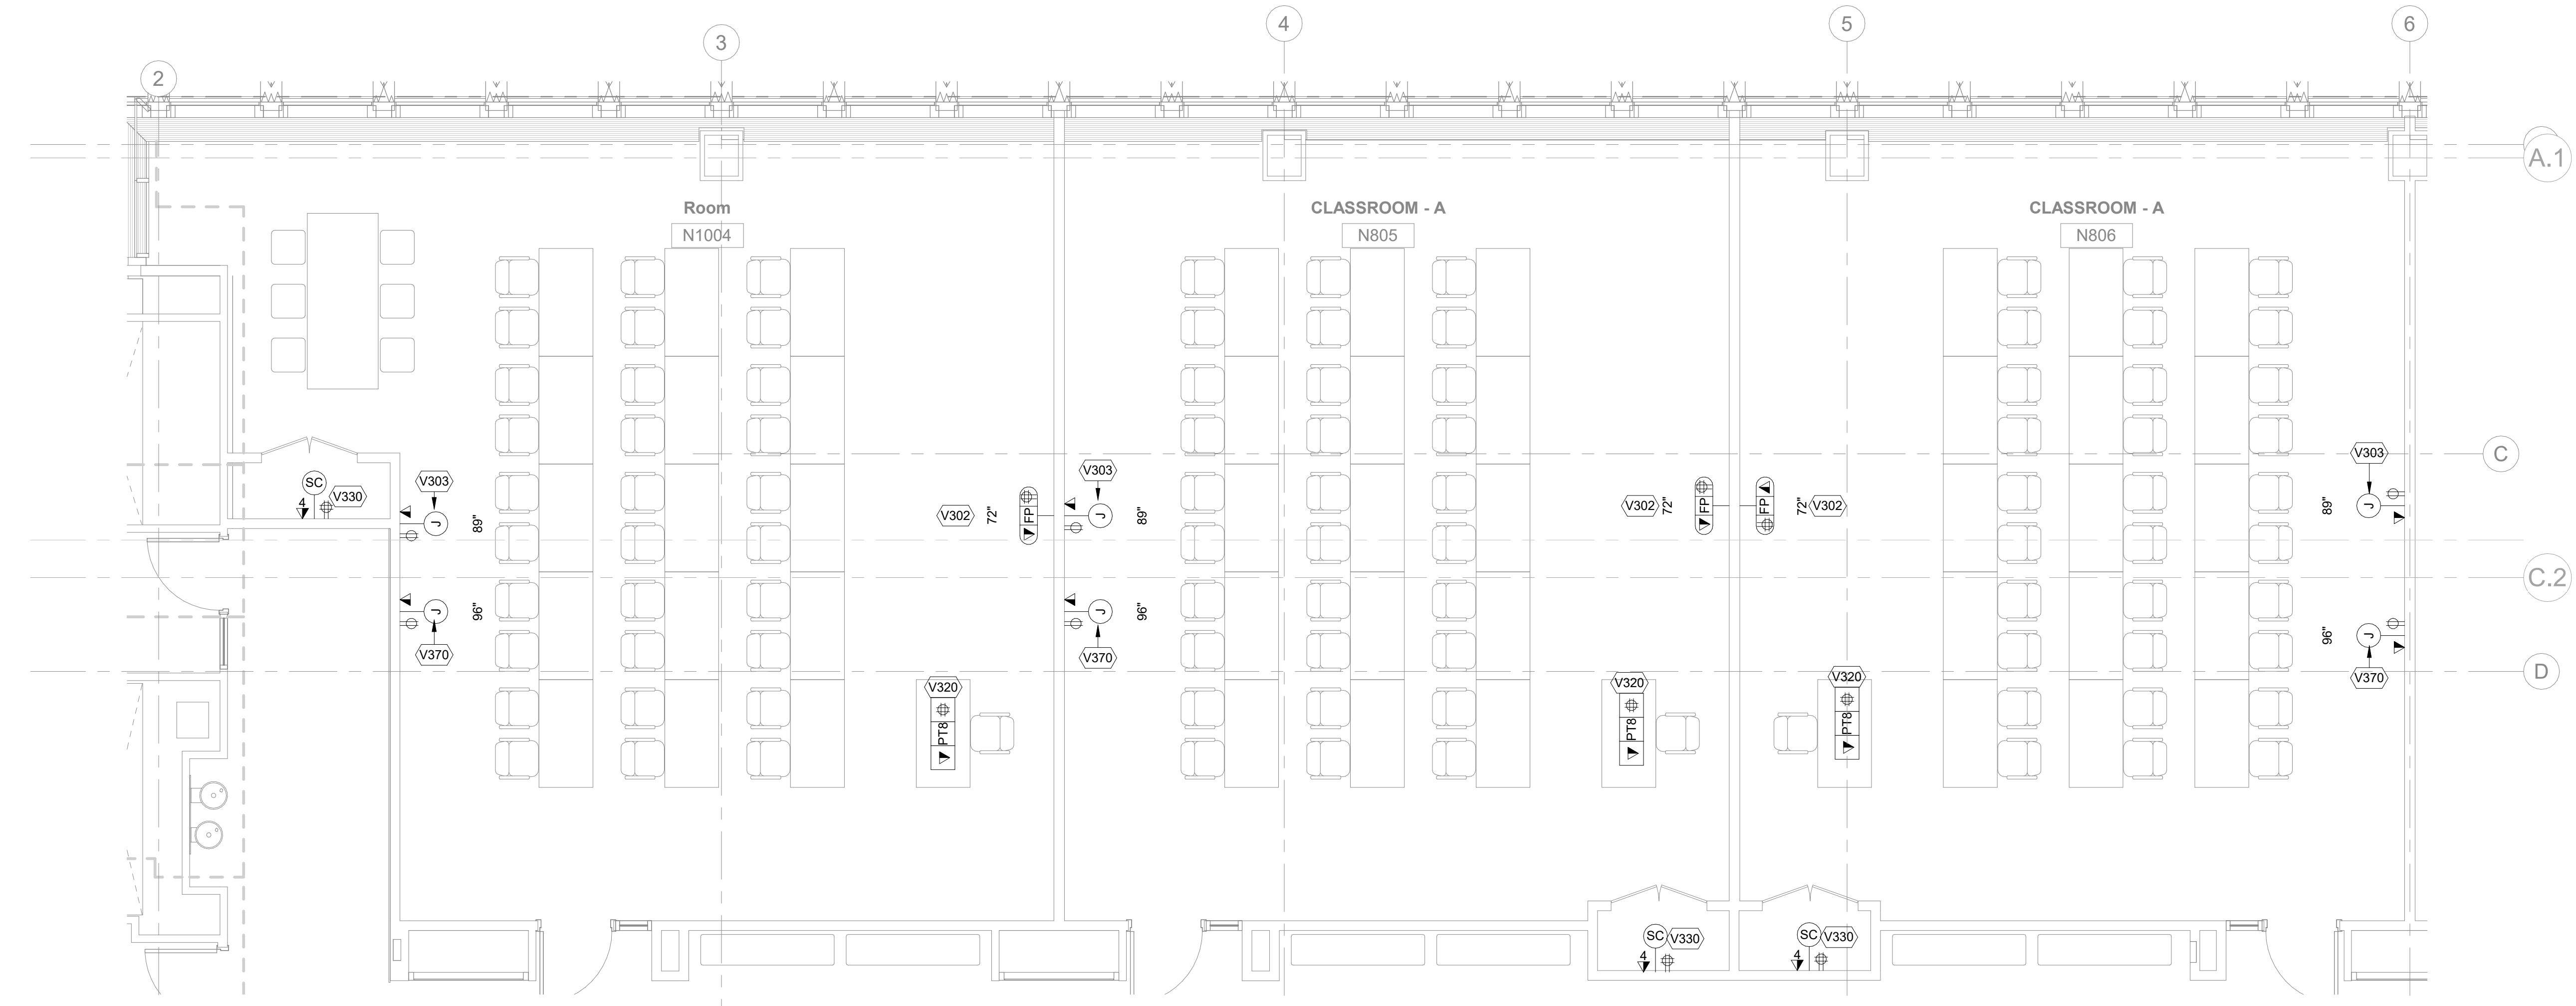 2
3
4
5
6
A.1
Room
N1004
CLASSROOM - A
N805
CLASSROOM - A
N806
C
V303
V303
V303
SC
V330
4
J
89"
V302
72"
FP
J
89"
V302
72"
FP
FP
72"
V302
89"
J
C.2
J
96"
J
96"
96"
J
V370
V370
V370
D
V320
PT8
V320
PT8
V320
PT8
SC
V330
4
SC
V330
4